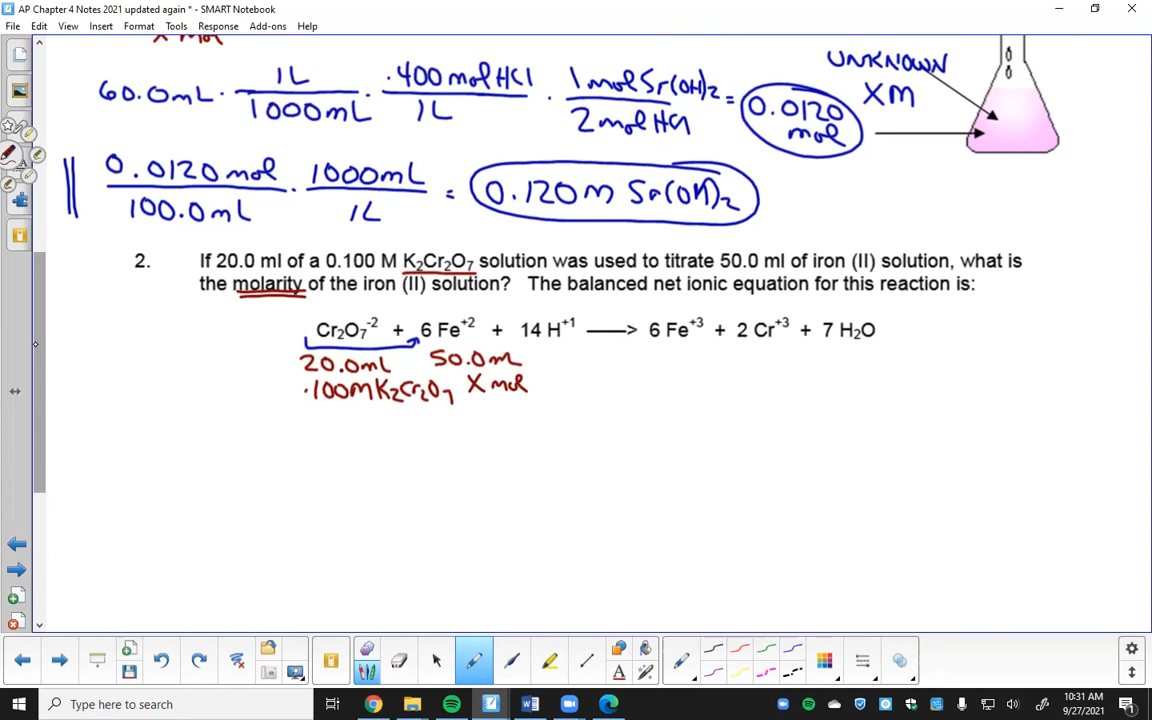 AP Chapter 4 Notes 2021 updated again * - SMART Notebook
File Edit View Insert Format Tools Response Add-ons Help
x mol
60.0mL · 1L / 1000mL · .400 mol HCl / 1L · 1 mol Sr(OH)2 / 2 mol HCl = 0.0120 mol
UNKNOWN
XM
0.0120 mol / 100.0mL · 1000mL / 1L = 0.120M Sr(OH)2
2. If 20.0 ml of a 0.100 M K2Cr2O7 solution was used to titrate 50.0 ml of iron (II) solution, what is
the molarity of the iron (II) solution? The balanced net ionic equation for this reaction is:
Cr2O7-2 + 6 Fe+2 + 14 H+1 ——> 6 Fe+3 + 2 Cr+3 + 7 H2O
20.0mL 50.0mL
.100M K2Cr2O7 X mol
Type here to search
10:31 AM
9/27/2021